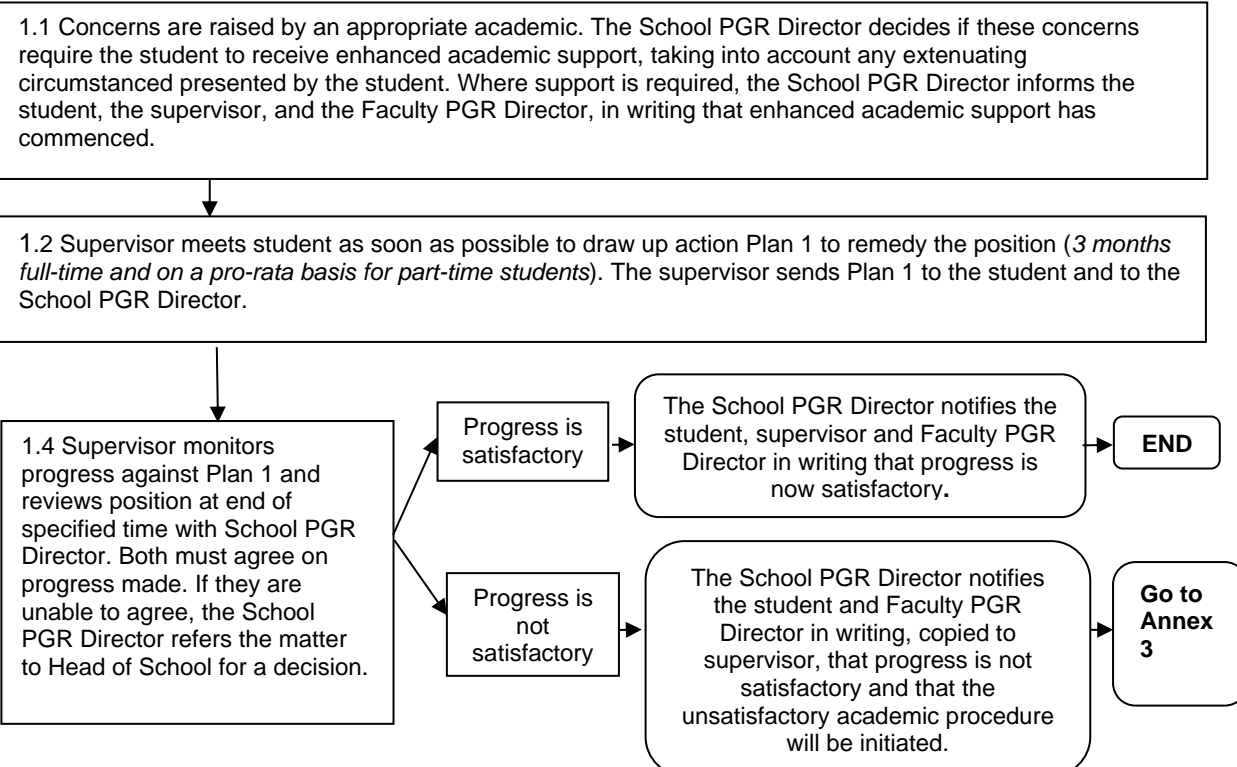 1.1 Concerns are raised by an appropriate academic. The School PGR Director decides if these concerns
require the student to receive enhanced academic support, taking into account any extenuating
circumstanced presented by the student. Where support is required, the School PGR Director informs the
student, the supervisor, and the Faculty PGR Director, in writing that enhanced academic support has
commenced.
1.2 Supervisor meets student as soon as possible to draw up action Plan 1 to remedy the position (3 months
full-time and on a pro-rata basis for part-time students). The supervisor sends Plan 1 to the student and to the
School PGR Director.
1.4 Supervisor monitors
progress against Plan 1 and
reviews position at end of
specified time with School PGR
Director. Both must agree on
progress made. If they are
unable to agree, the School
PGR Director refers the matter
to Head of School for a decision.
Progress is
satisfactory
The School PGR Director notifies the
student, supervisor and Faculty PGR
Director in writing that progress is
now satisfactory.
END
Progress is
not
satisfactory
The School PGR Director notifies
the student and Faculty PGR
Director in writing, copied to
supervisor, that progress is not
satisfactory and that the
unsatisfactory academic procedure
will be initiated.
Go to
Annex
3